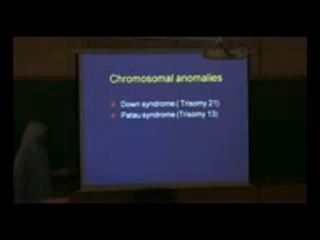 Chromosomal anomalies
Down syndrome ( Trisomy 21)
Patau syndrome (Trisomy 13)